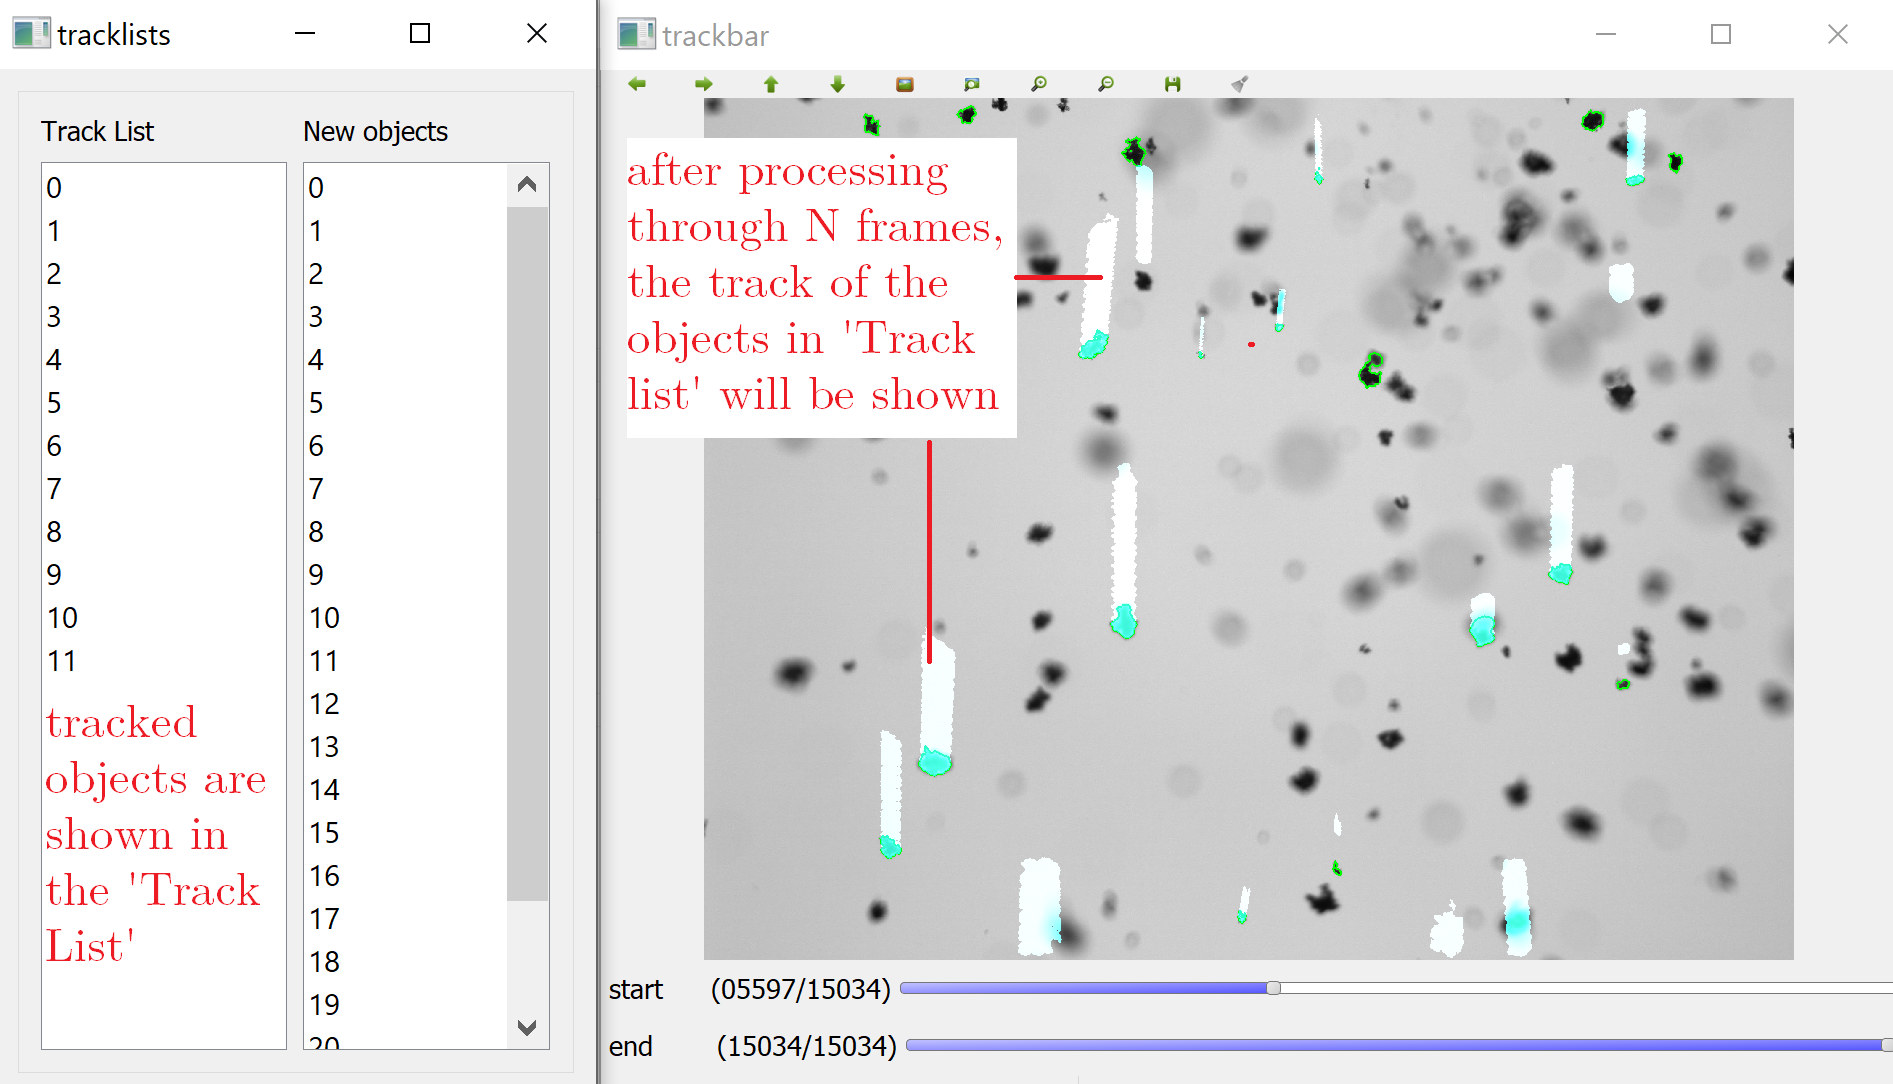 tracklists
Track List
0
1
2
3
4
5
6
7
8
9
10
11
tracked
objects are
shown in
the 'Track
List'
New objects
0
1
2
3
4
5
6
7
8
9
10
11
12
13
14
15
16
17
18
19
20
trackbar
after processing
through N frames,
the track of the
objects in 'Track
list' will be shown
start (05597/15034)
end (15034/15034)